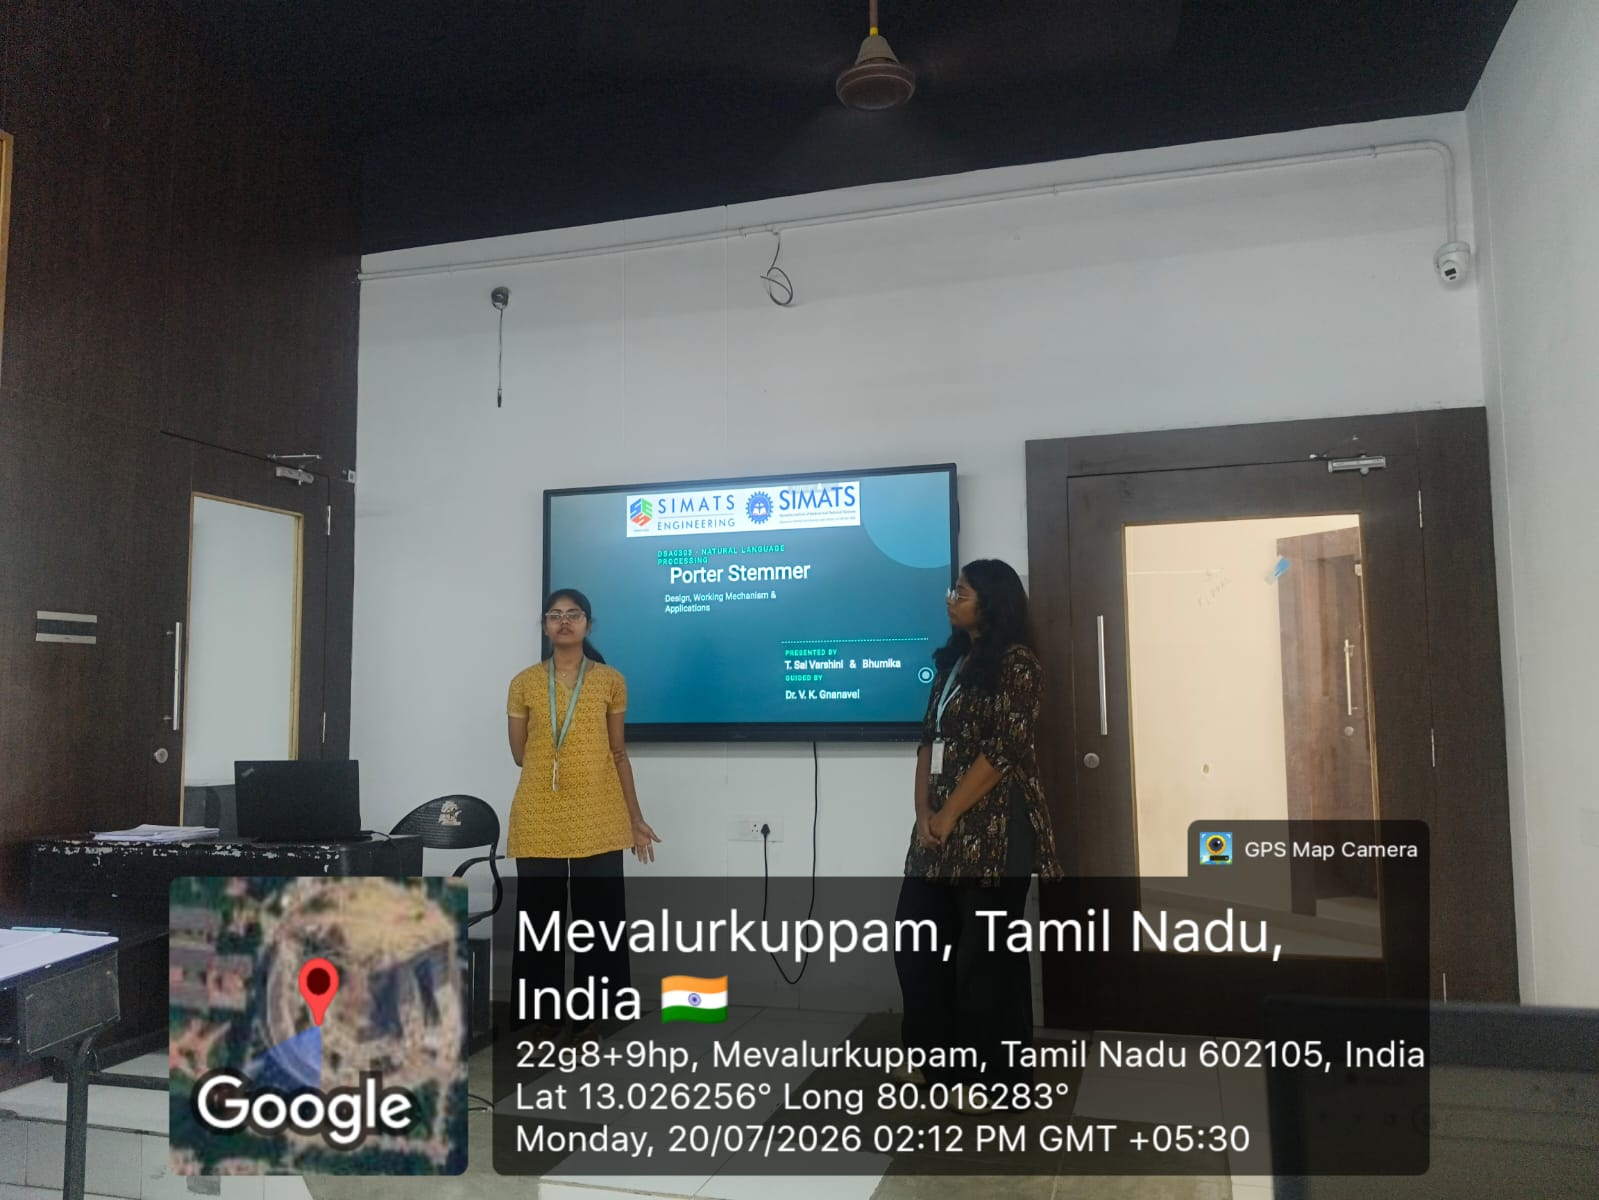 SIMATS
ENGINEERING
SIMATS
DSA0303 - NATURAL LANGUAGE
PROCESSING
Porter Stemmer
Design, Working Mechanism &
Applications
PRESENTED BY
T. Sai Varshini & Bhumika
GUIDED BY
Dr. V. K. Gnanavel
GPS Map Camera
Mevalurkuppam, Tamil Nadu,
India
22g8+9hp, Mevalurkuppam, Tamil Nadu 602105, India
Lat 13.026256° Long 80.016283°
Monday, 20/07/2026 02:12 PM GMT +05:30
Google